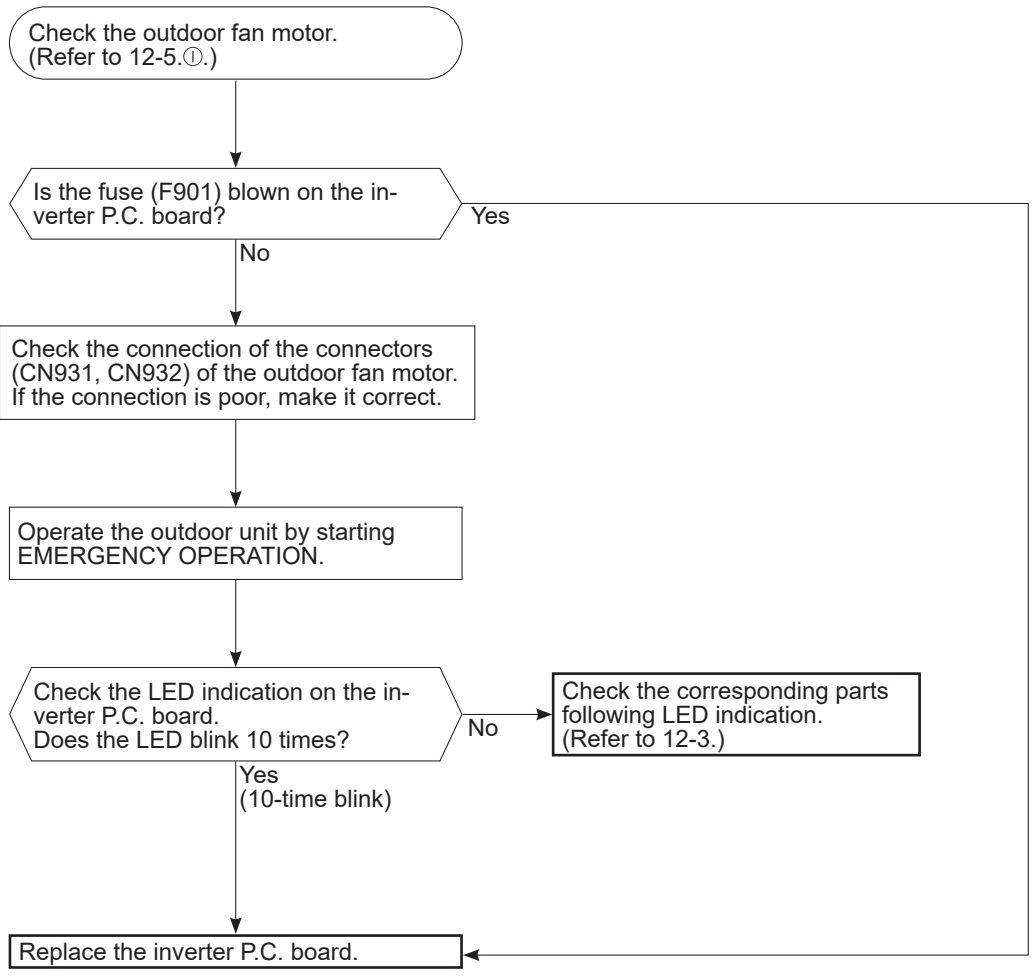 Check the outdoor fan motor.
(Refer to 12-5.Ⓘ.)
Is the fuse (F901) blown on the in-
verter P.C. board?
Yes
No
Check the connection of the connectors
(CN931, CN932) of the outdoor fan motor.
If the connection is poor, make it correct.
Operate the outdoor unit by starting
EMERGENCY OPERATION.
Check the LED indication on the in-
verter P.C. board.
Does the LED blink 10 times?
No
Check the corresponding parts
following LED indication.
(Refer to 12-3.)
Yes
(10-time blink)
Replace the inverter P.C. board.